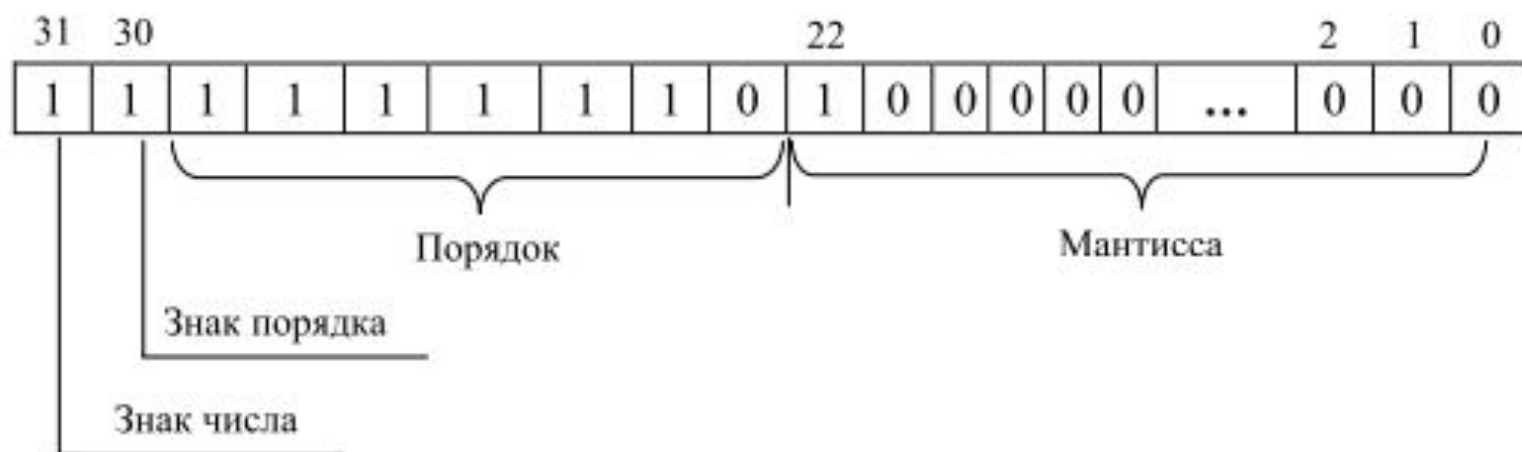 31 30 22 2 1 0
1 1 1 1 1 1 1 1 0 1 0 0 0 0 0 ... 0 0 0
Порядок Мантисса
Знак порядка
Знак числа